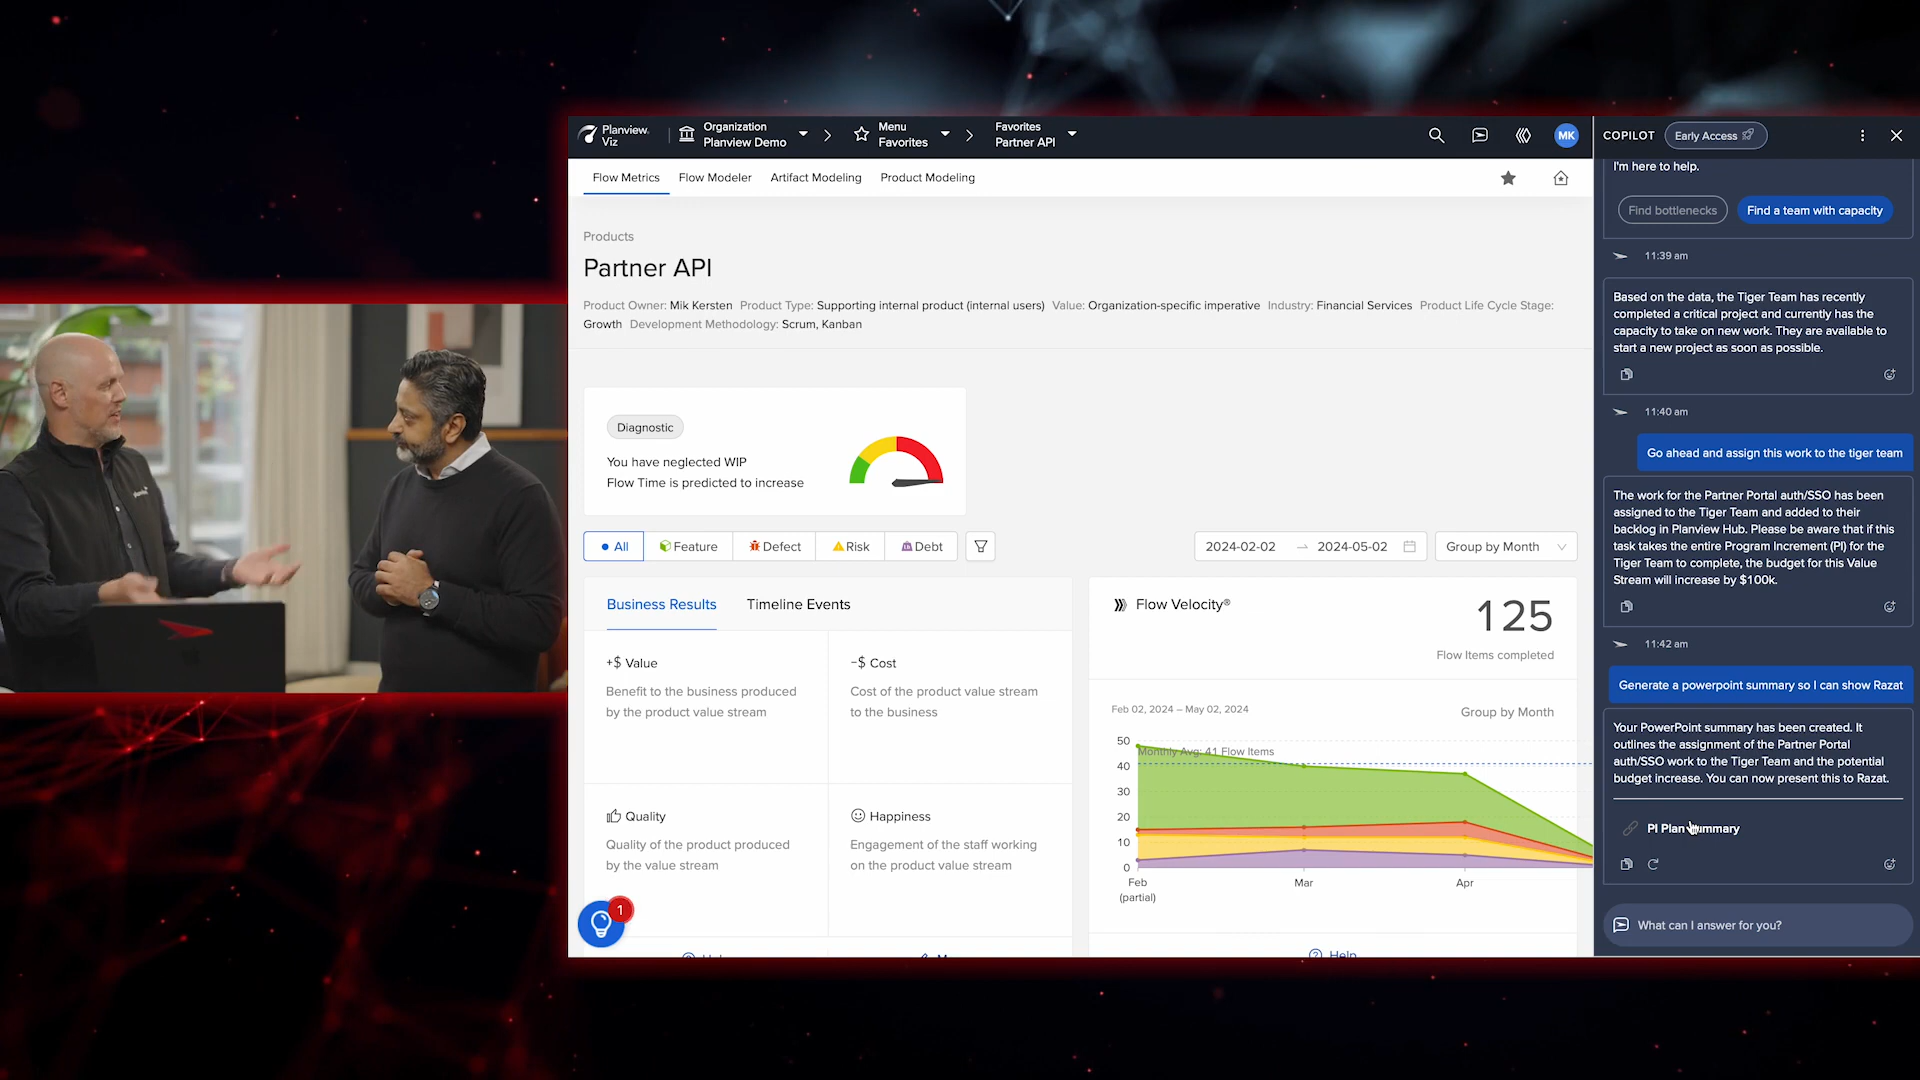 Planview
Viz
Organization
Planview Demo
Menu
Favorites
Favorites
Partner API
MK
COPILOT
Early Access
Flow Metrics
Flow Modeler
Artifact Modeling
Product Modeling
I'm here to help.
Find bottlenecks
Find a team with capacity
11:39 am
Based on the data, the Tiger Team has recently
completed a critical project and currently has the
capacity to take on new work. They are available to
start a new project as soon as possible.
11:40 am
Go ahead and assign this work to the tiger team
The work for the Partner Portal auth/SSO has been
assigned to the Tiger Team and added to their
backlog in Planview Hub. Please be aware that if this
task takes the entire Program Increment (PI) for the
Tiger Team to complete, the budget for this Value
Stream will increase by $100k.
11:42 am
Generate a powerpoint summary so I can show Razat
Your PowerPoint summary has been created. It
outlines the assignment of the Partner Portal
auth/SSO work to the Tiger Team and the potential
budget increase. You can now present this to Razat.
PI Plan Summary
What can I answer for you?
Products
Partner API
Product Owner: Mik Kersten Product Type: Supporting internal product (internal users) Value: Organization-specific imperative Industry: Financial Services Product Life Cycle Stage:
Growth Development Methodology: Scrum, Kanban
Diagnostic
You have neglected WIP
Flow Time is predicted to increase
All
Feature
Defect
Risk
Debt
2024-02-02
2024-05-02
Group by Month
Business Results
Timeline Events
+$ Value
Benefit to the business produced
by the product value stream
-$ Cost
Cost of the product value stream
to the business
Quality
Quality of the product produced
by the value stream
Happiness
Engagement of the staff working
on the product value stream
1
Flow Velocity®
125
Flow Items completed
Feb 02, 2024 – May 02, 2024
Group by Month
Monthly Avg: 41 Flow Items
50
40
30
20
10
0
Feb
(partial)
Mar
Apr
Help